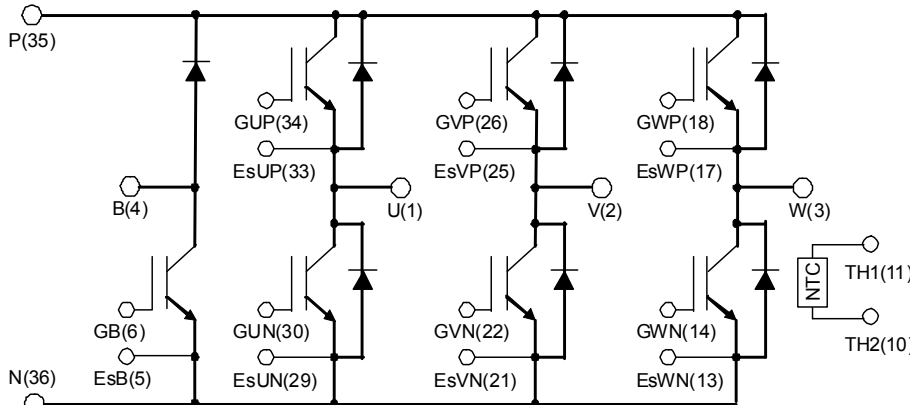 P(35)
GUP(34)
GVP(26)
GWP(18)
EsUP(33)
EsVP(25)
EsWP(17)
B(4)
U(1)
V(2)
W(3)
NTC
TH1(11)
GB(6)
GUN(30)
GVN(22)
GWN(14)
TH2(10)
N(36)
EsB(5)
EsUN(29)
EsVN(21)
EsWN(13)